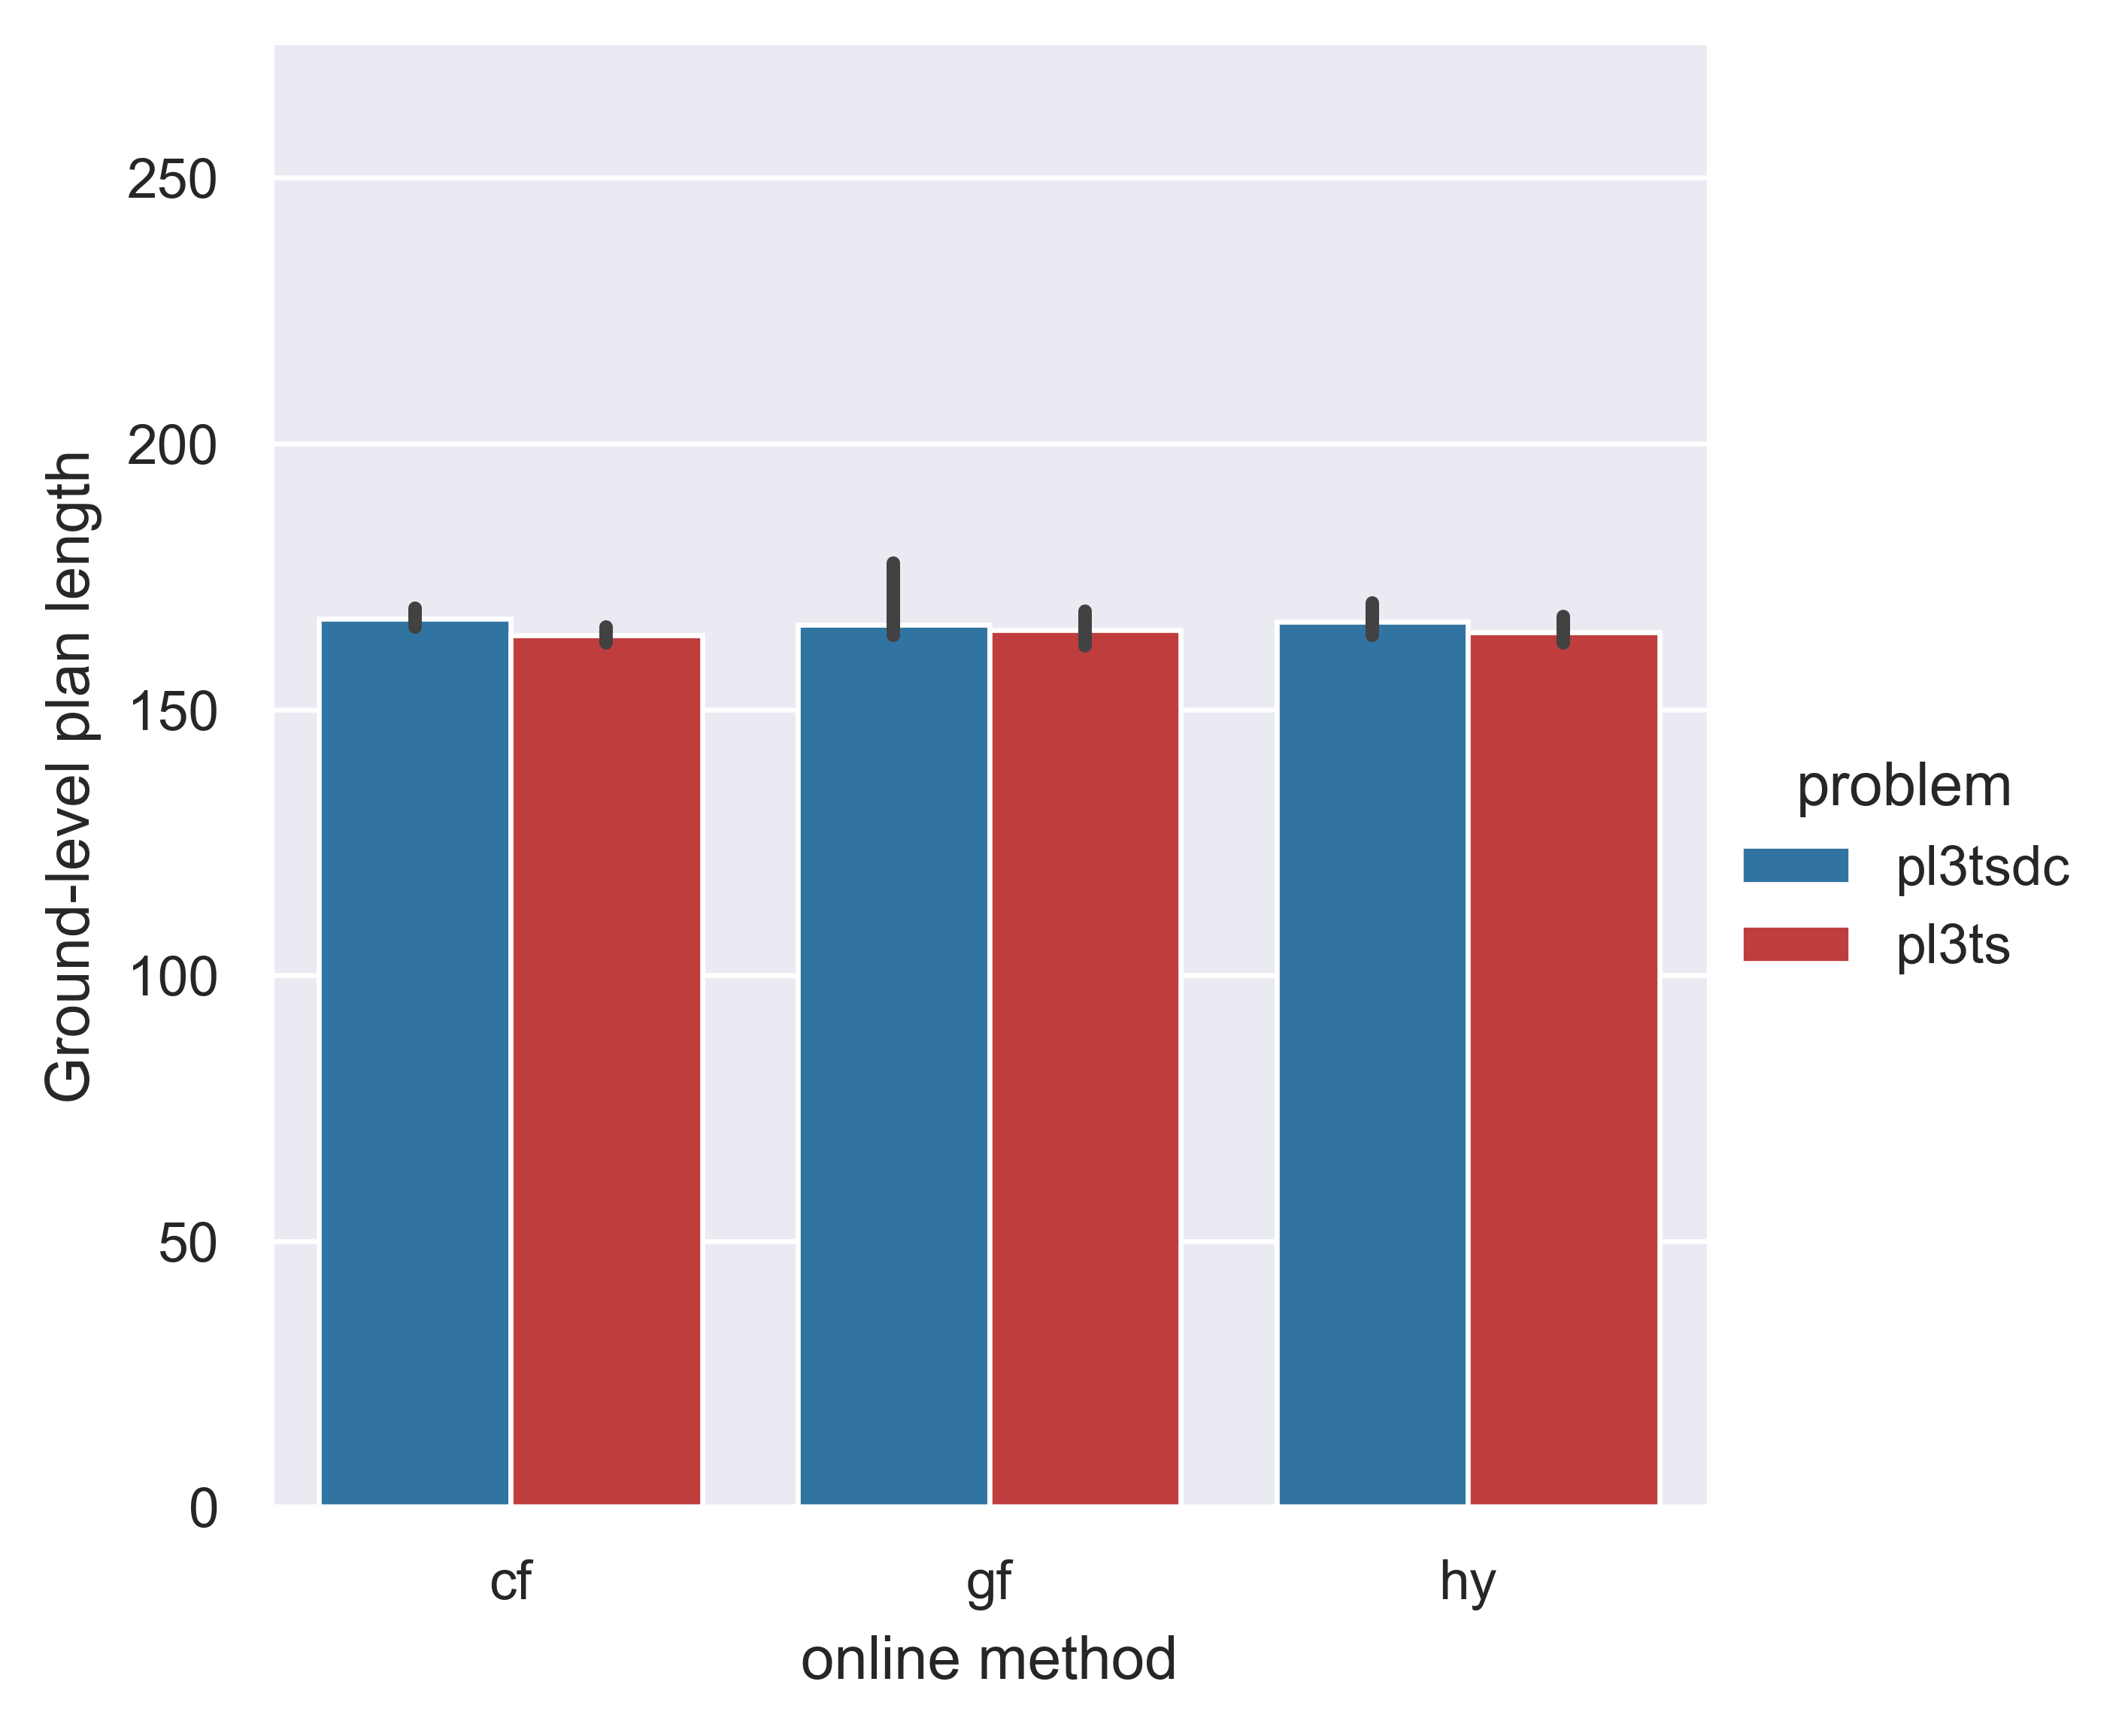 Ground-level plan length
250
200
150
100
50
0
cf
gf
hy
online method
problem
pl3tsdc
pl3ts